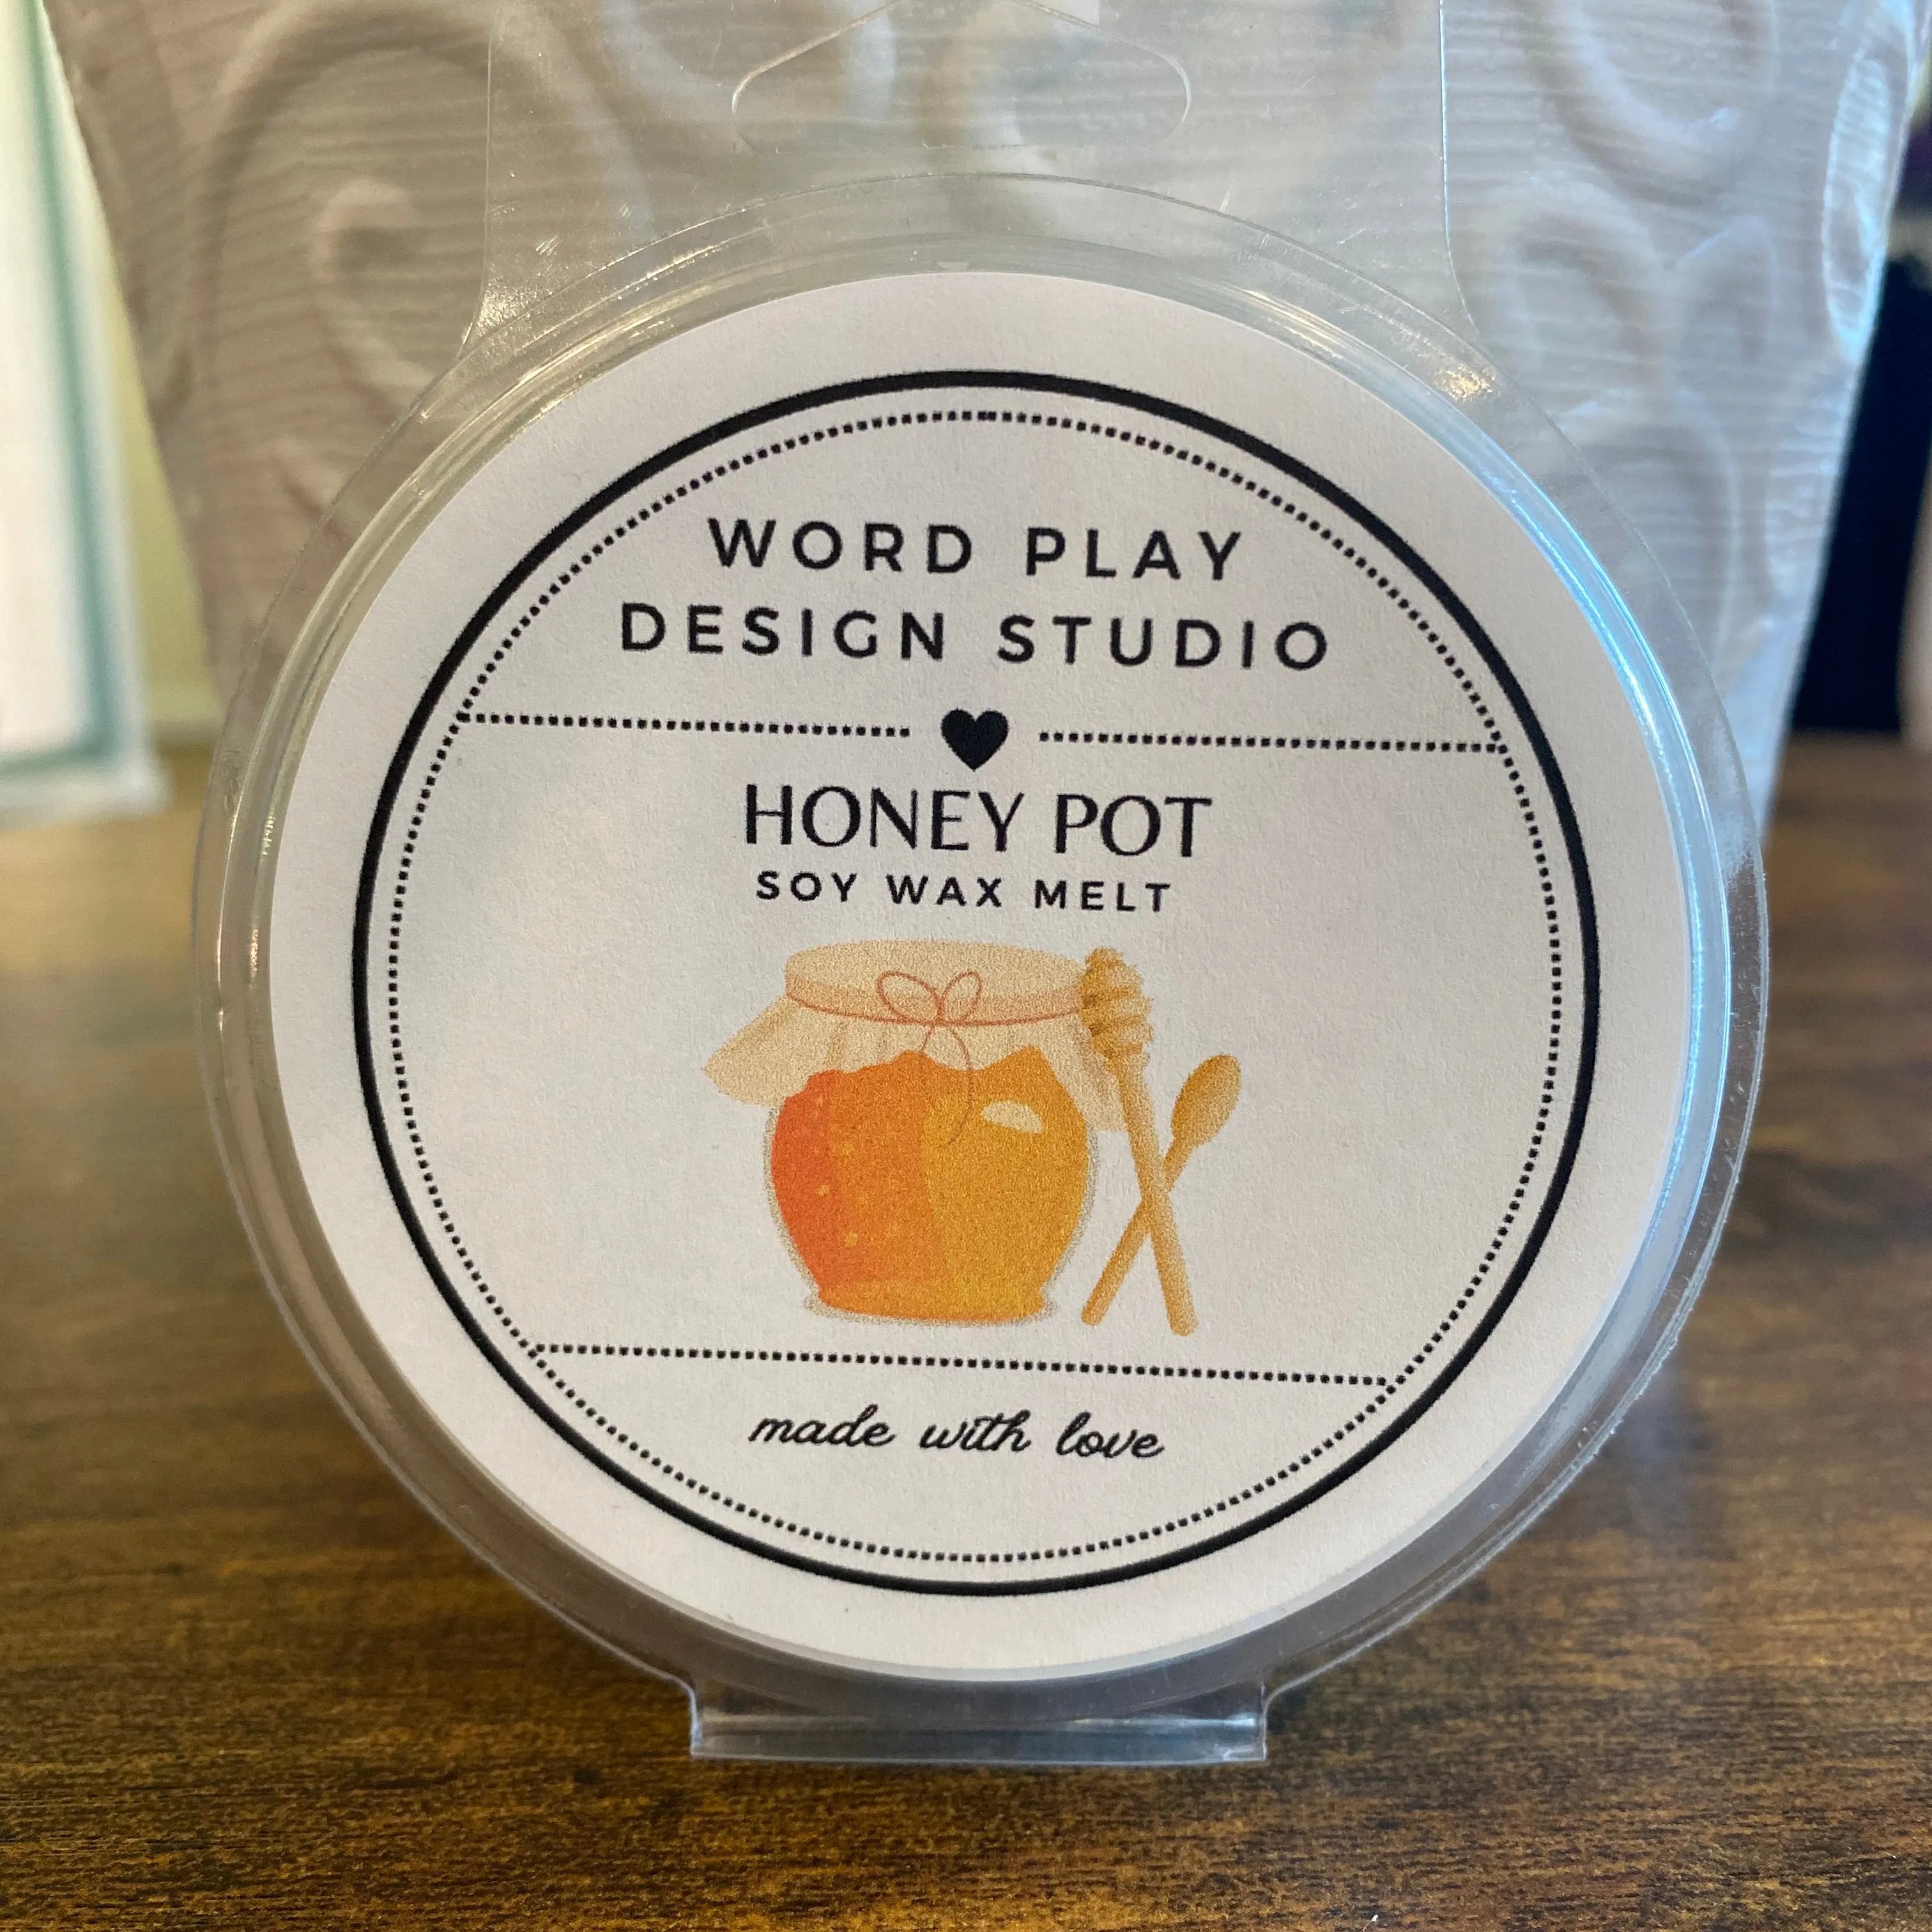 WORD PLAY
DESIGN STUDIO
HONEY POT
SOY WAX MELT
made with love